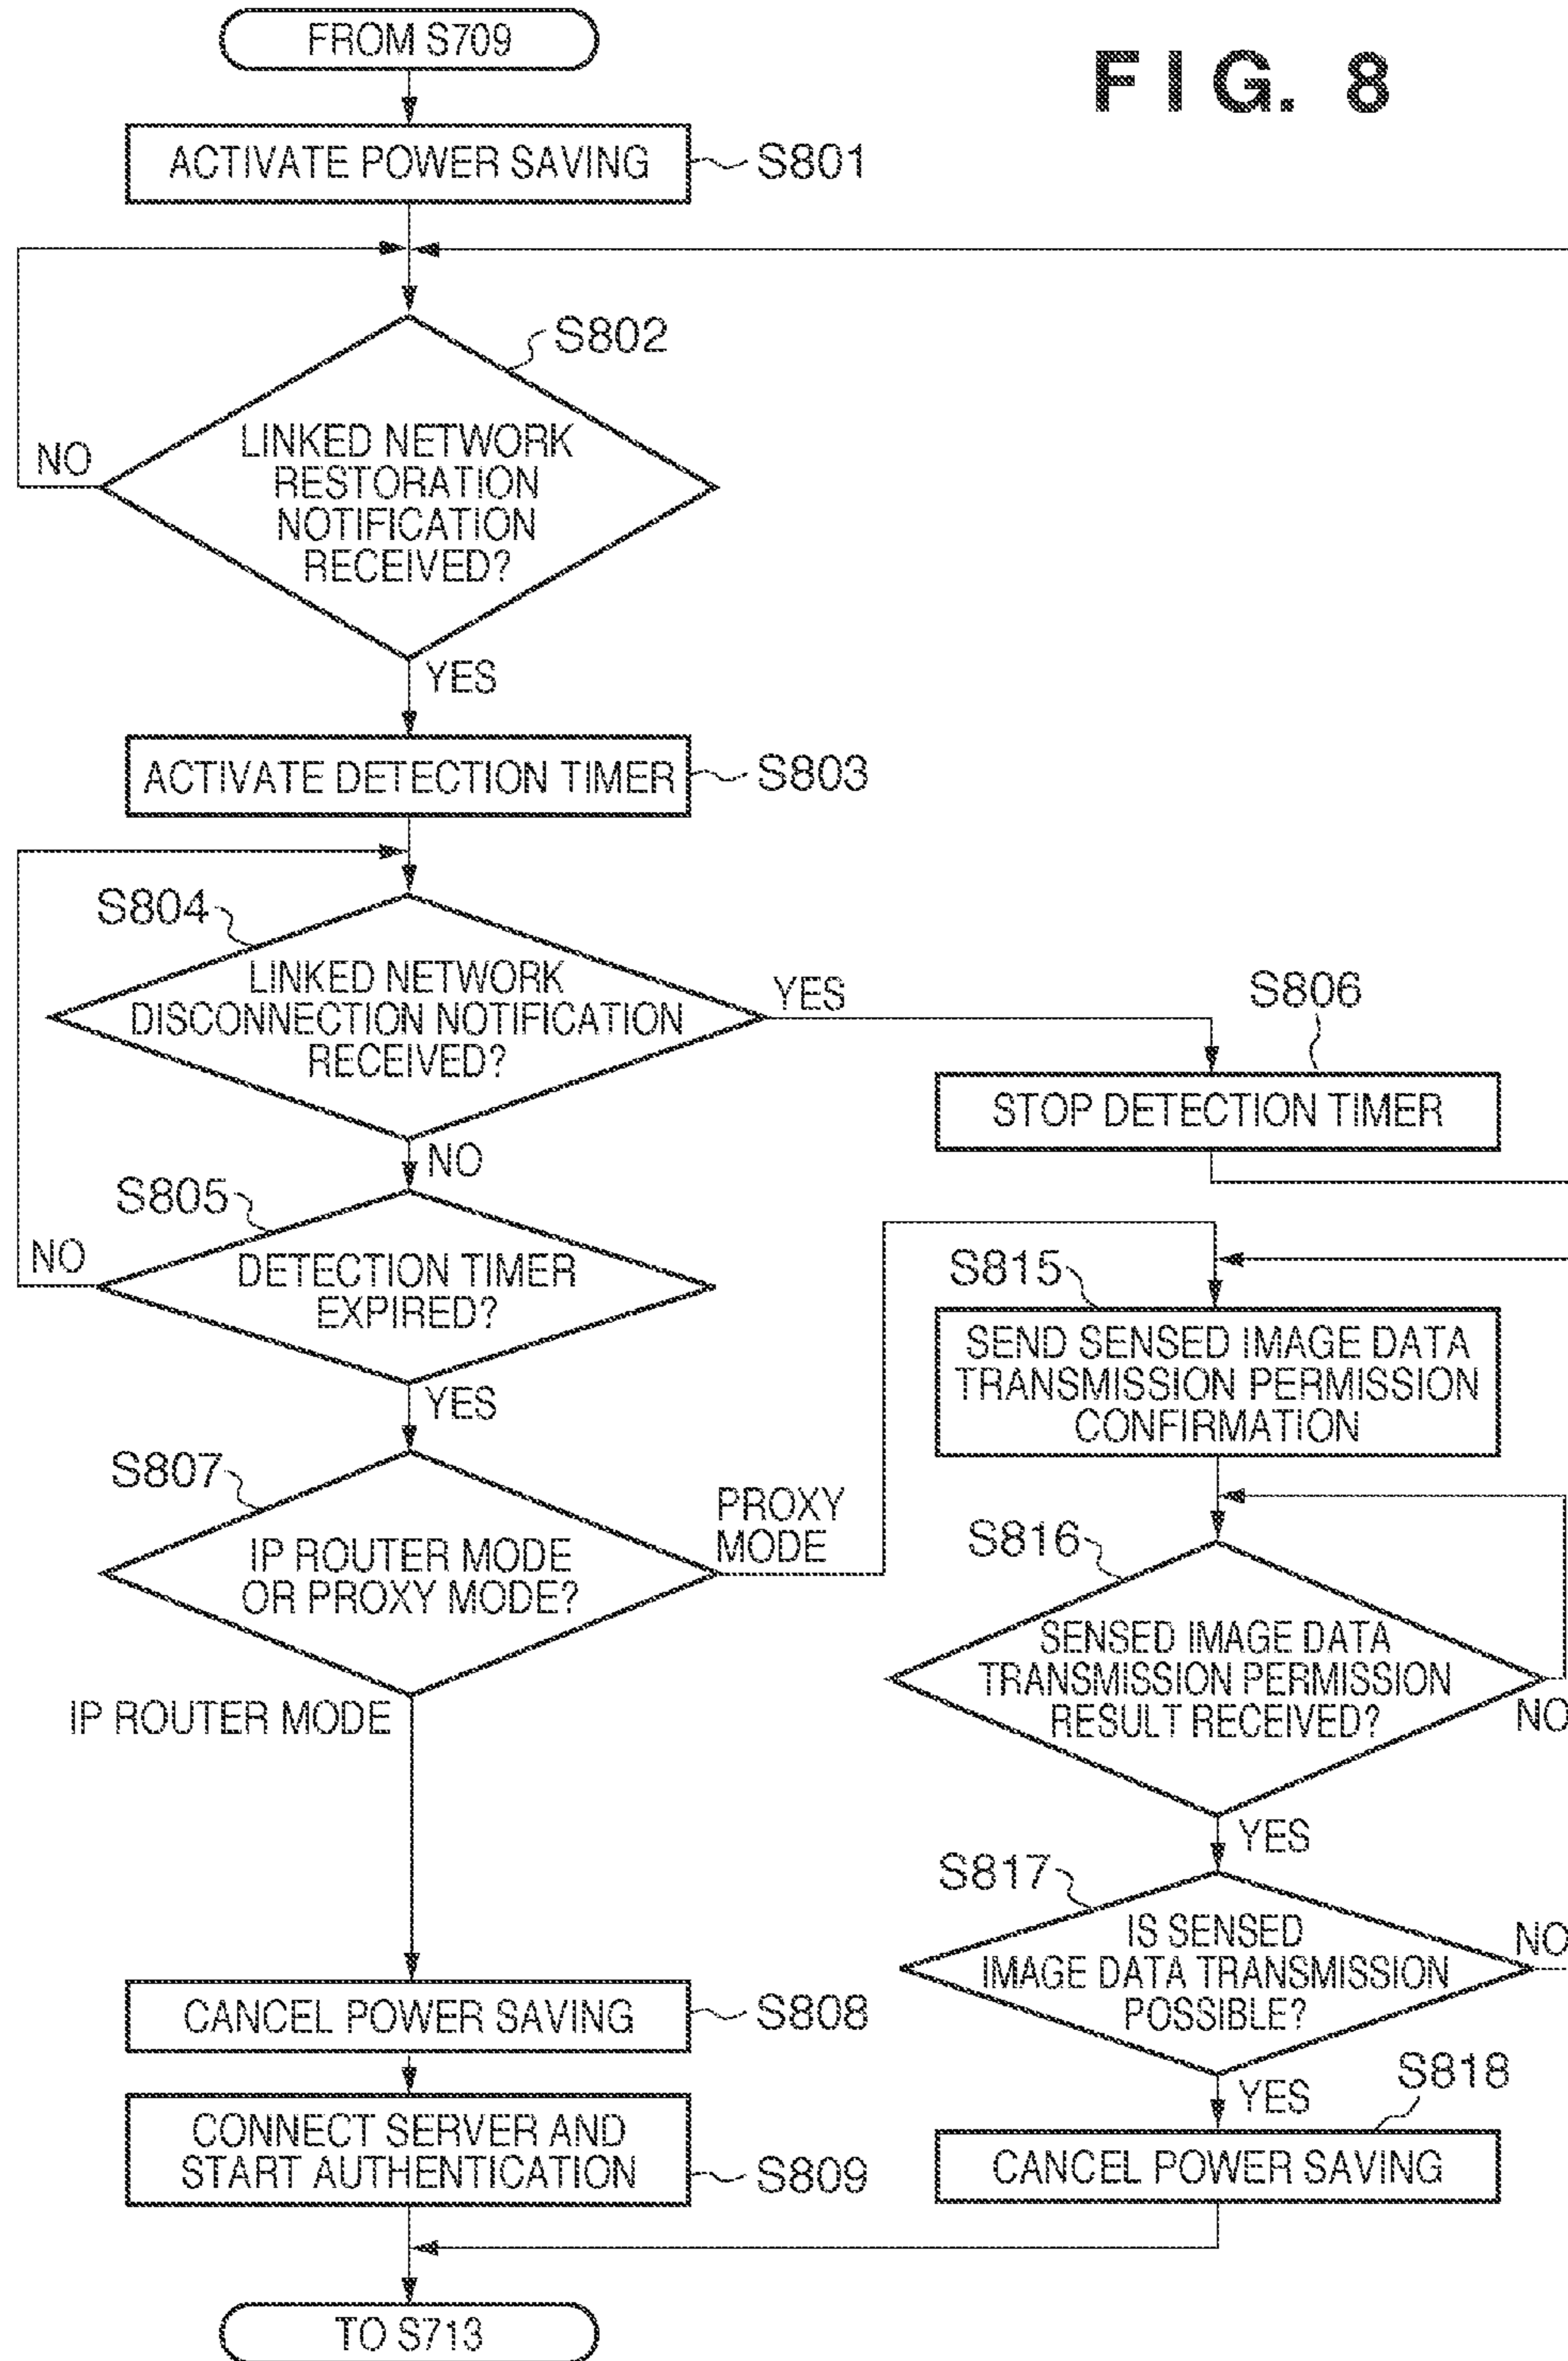 FIG. 8
FROM S709
ACTIVATE POWER SAVING
S801
S802
LINKED NETWORK
RESTORATION
NOTIFICATION
RECEIVED?
NO
YES
ACTIVATE DETECTION TIMER
S803
S804
LINKED NETWORK
DISCONNECTION NOTIFICATION
RECEIVED?
YES
NO
S806
STOP DETECTION TIMER
S805
DETECTION TIMER
EXPIRED?
NO
YES
S807
IP ROUTER MODE
OR PROXY MODE?
PROXY
MODE
IP ROUTER MODE
S815
SEND SENSED IMAGE DATA
TRANSMISSION PERMISSION
CONFIRMATION
S816
SENSED IMAGE DATA
TRANSMISSION PERMISSION
RESULT RECEIVED?
NO
YES
S817
IS SENSED
IMAGE DATA TRANSMISSION
POSSIBLE?
NO
YES
S818
CANCEL POWER SAVING
CANCEL POWER SAVING
S808
CONNECT SERVER AND
START AUTHENTICATION
S809
TO S713